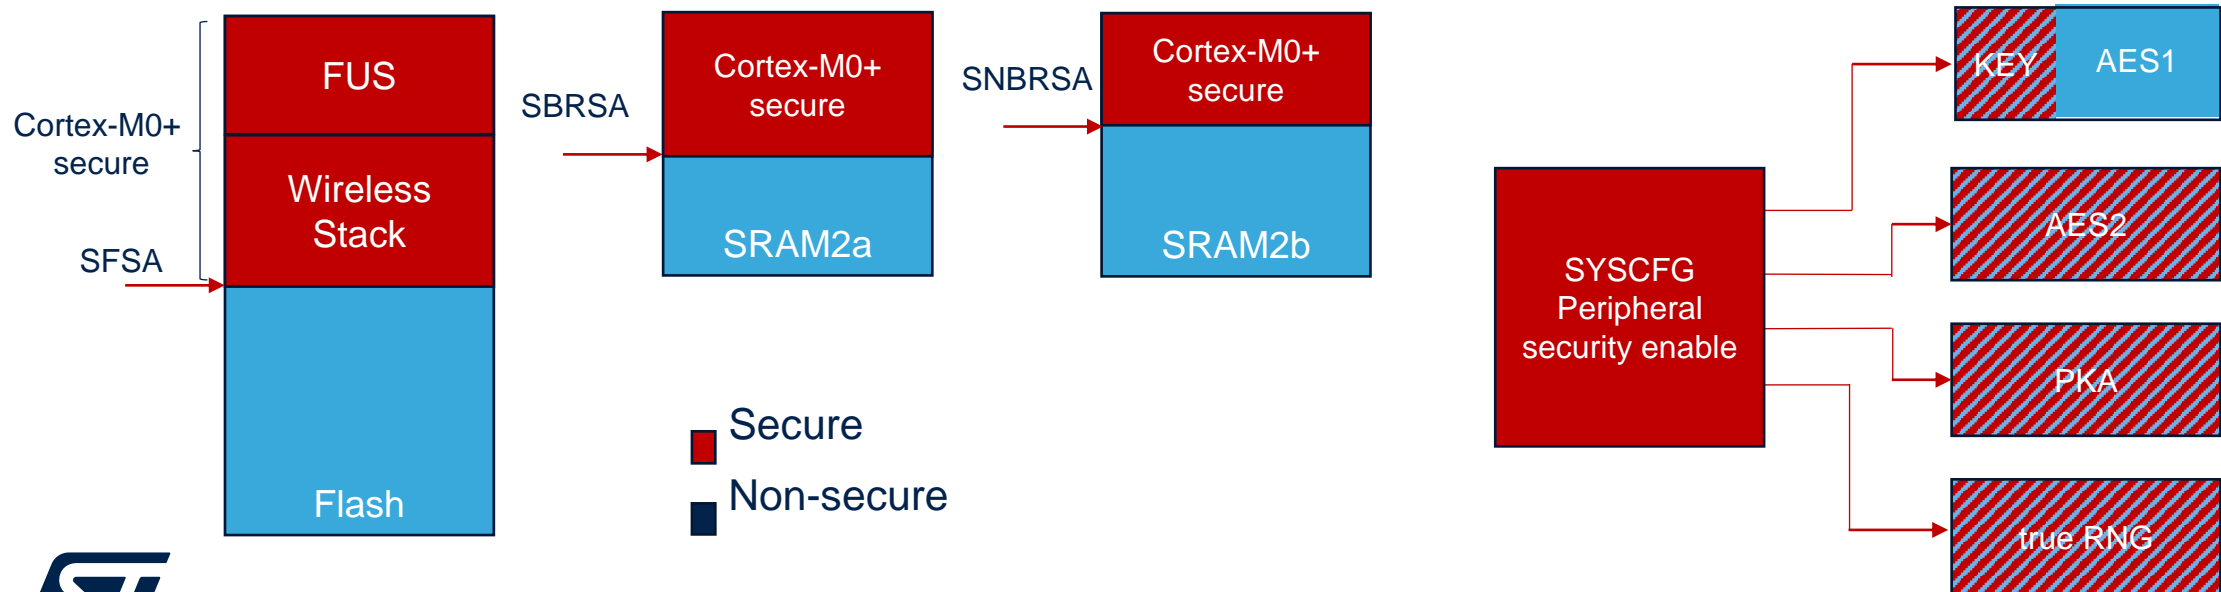 Cortex-M0+
secure
SFSA
FUS
Wireless
Stack
Flash
SBRSA
Cortex-M0+
secure
SRAM2a
SNBRSA
Cortex-M0+
secure
SRAM2b
Secure
Non-secure
SYSCFG
Peripheral
security enable
KEY
AES1
AES2
PKA
true RNG
ST